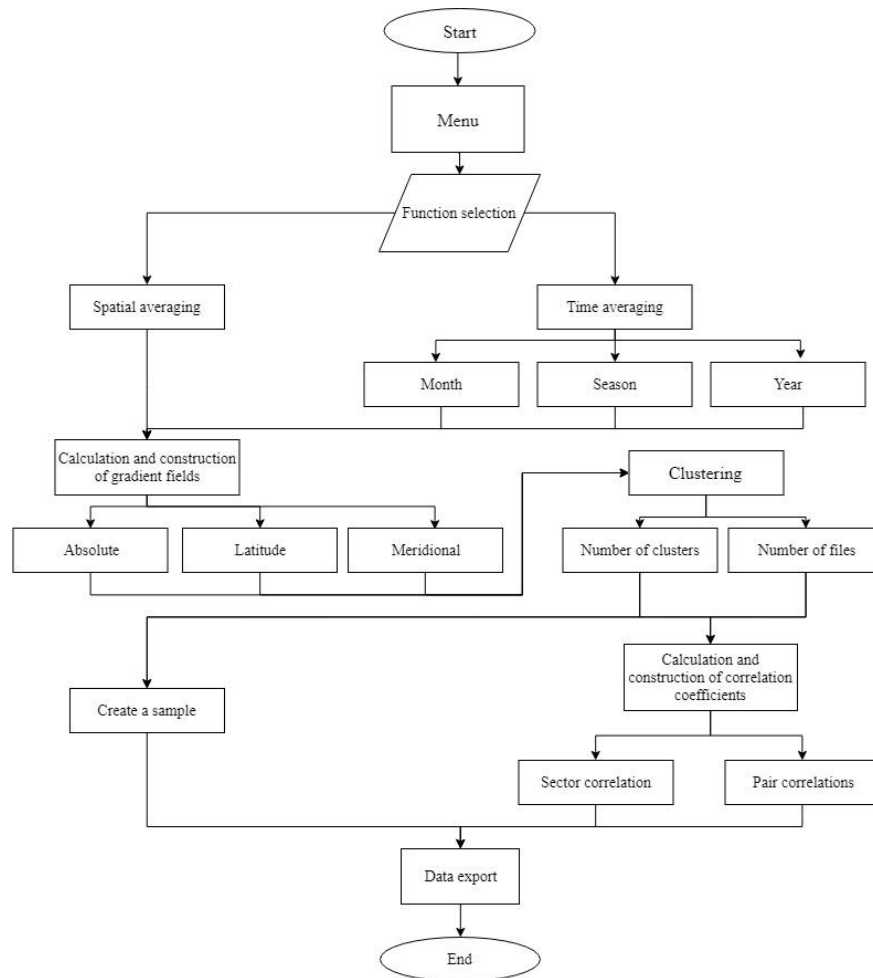 Start
Menu
Function selection
Spatial averaging
Time averaging
Month
Season
Year
Calculation and construction
of gradient fields
Clustering
Absolute
Latitude
Meridional
Number of clusters
Number of files
Calculation and
construction of correlation
coefficients
Create a sample
Sector correlation
Pair correlations
Data export
End